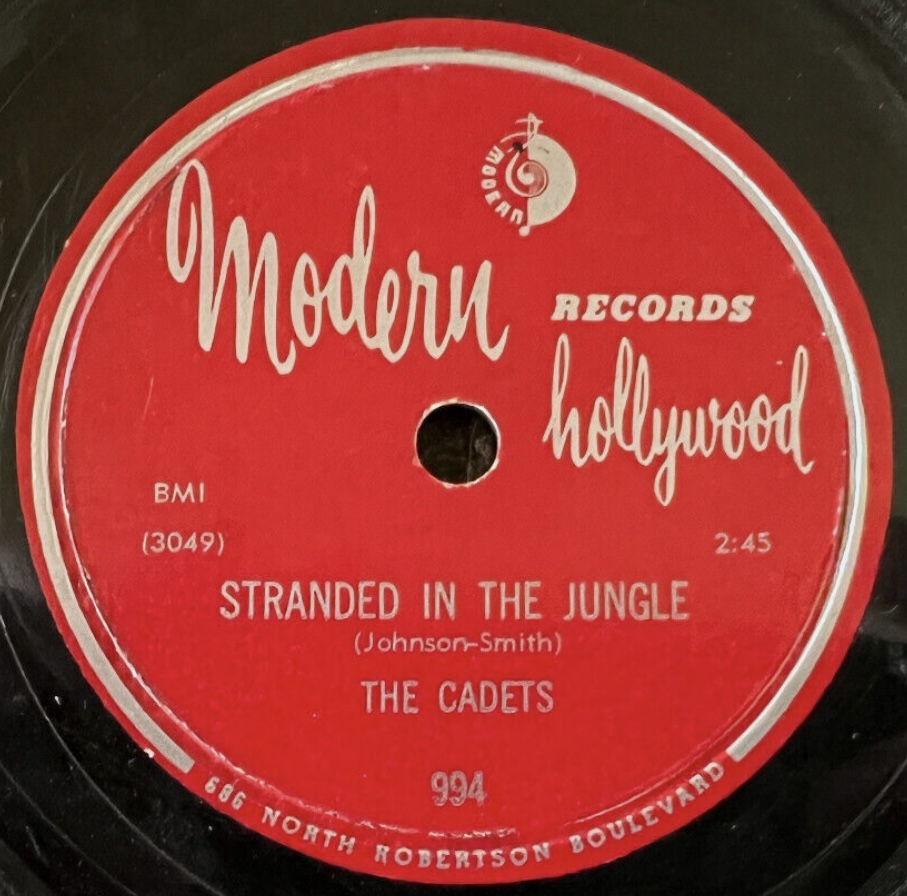 MODERN
Modern
RECORDS
hollywood
BMI
(3049)
2:45
STRANDED IN THE JUNGLE
(Johnson-Smith)
THE CADETS
994
686 NORTH ROBERTSON BOULEVARD